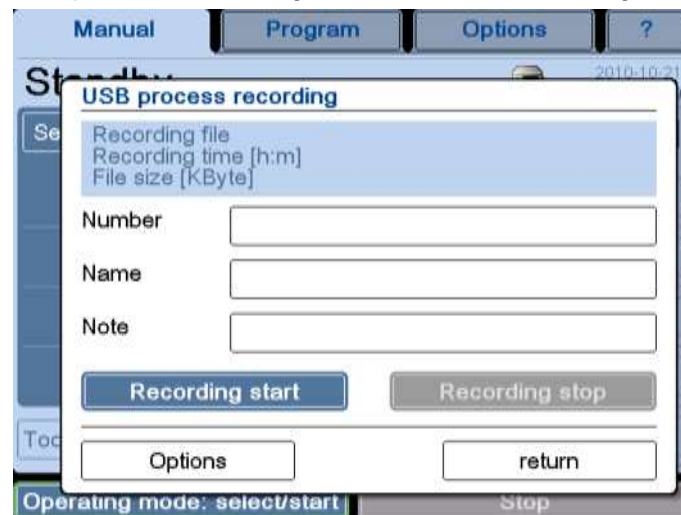 Manual Program Options ?
2010-10-21
USB process recording
Recording file
Recording time [h:m]
File size [KByte]
Number
Name
Note
Recording start Recording stop
Options return
Operating mode: select/start Stop